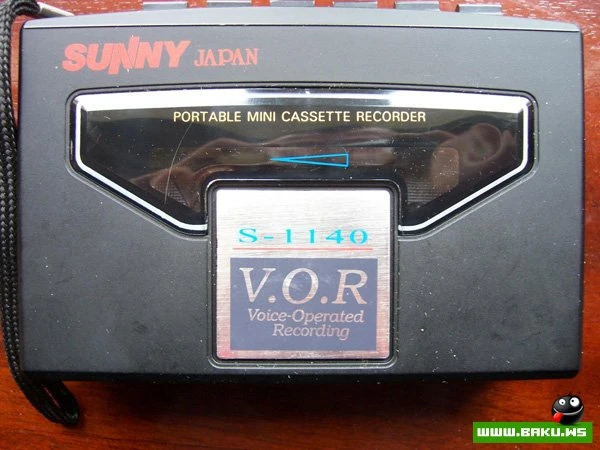 SUNNY JAPAN
PORTABLE MINI CASSETTE RECORDER
S-1140
V.O.R
Voice-Operated
Recording
WWW.BAKU.WS